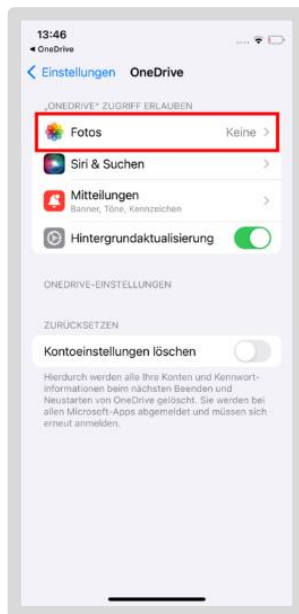 13:46
◀ OneDrive
Einstellungen OneDrive
„ONEDRIVE“ ZUGRIFF ERLAUBEN
Fotos Keine
Siri & Suchen
Mitteilungen
Banner, Töne, Kennzeichen
Hintergrundaktualisierung
ONEDRIVE-EINSTELLUNGEN
ZURÜCKSETZEN
Kontoeinstellungen löschen
Hierdurch werden alle Ihre Konten und Kennwort-
informationen beim nächsten Beenden und
Neustarten von OneDrive gelöscht. Sie werden bei
allen Microsoft-Apps abgemeldet und müssen sich
erneut anmelden.